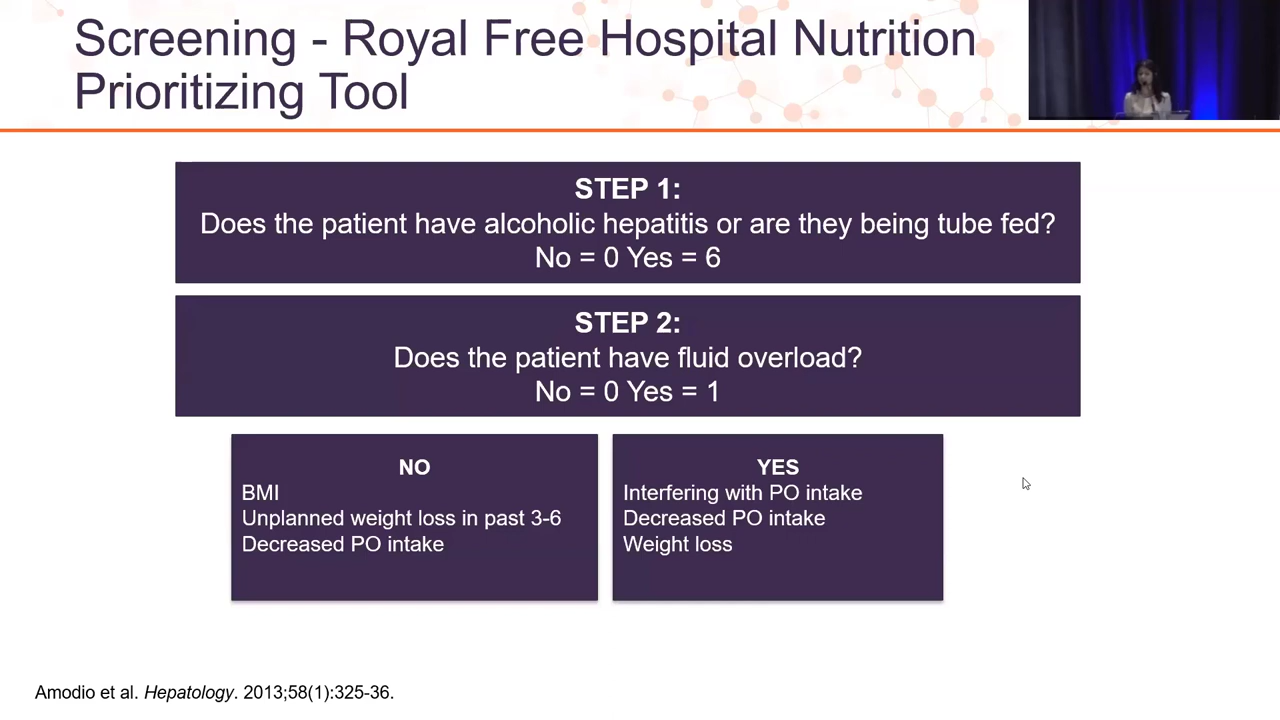 Screening - Royal Free Hospital Nutrition
Prioritizing Tool
STEP 1:
Does the patient have alcoholic hepatitis or are they being tube fed?
No = 0 Yes = 6
STEP 2:
Does the patient have fluid overload?
No = 0 Yes = 1
NO
BMI
Unplanned weight loss in past 3-6
Decreased PO intake
YES
Interfering with PO intake
Decreased PO intake
Weight loss
Amodio et al. Hepatology. 2013;58(1):325-36.